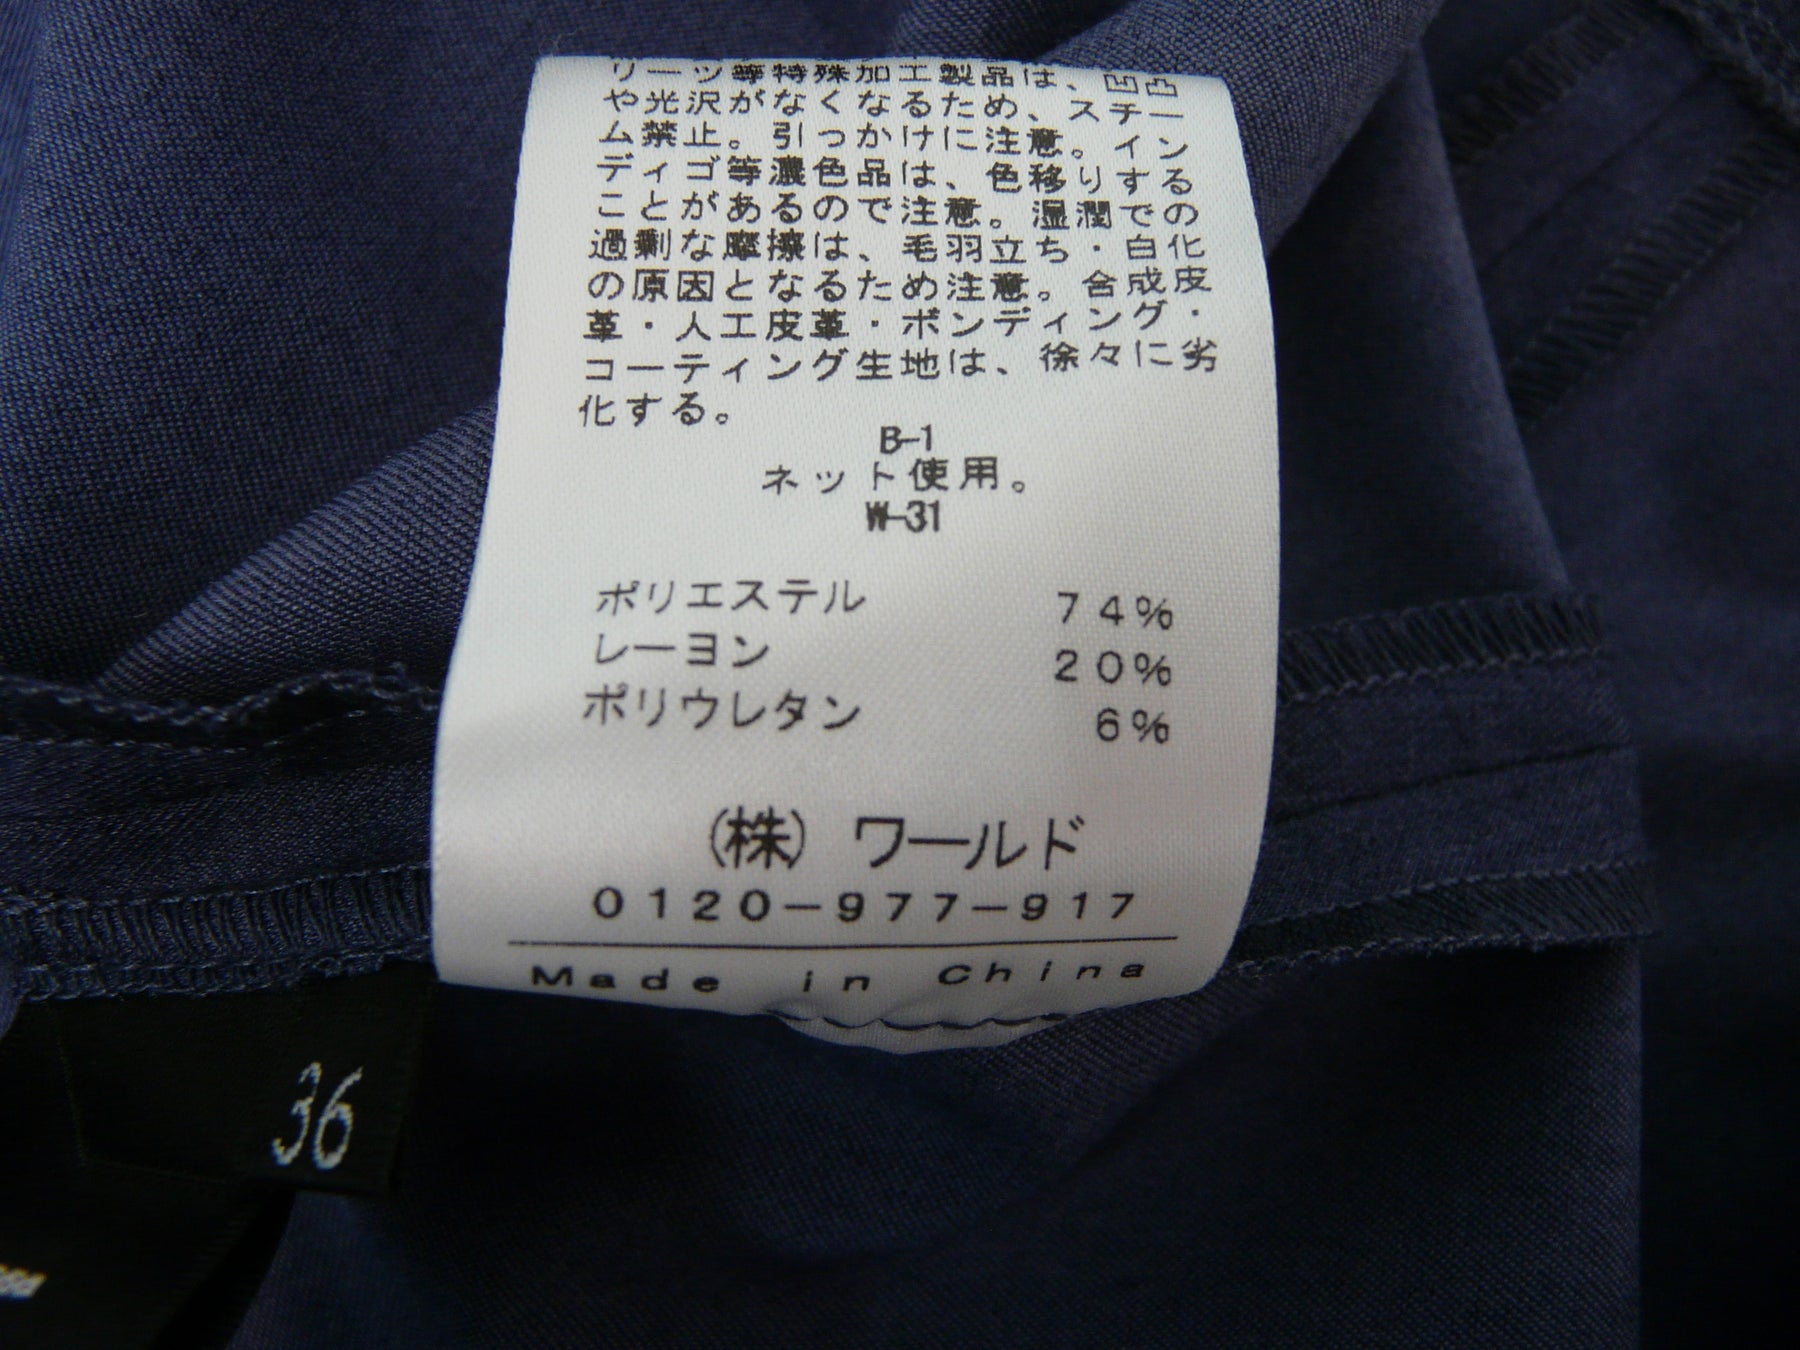 リーツ等特殊加工製品は、凹凸
や光沢がなくなるため、スチー
ム禁止。引っかけに注意。イン
ディゴ等濃色品は、色移りする
ことがあるので注意。湿潤での
過剰な摩擦は、毛羽立ち・白化
の原因となるため注意。合成皮
革・人工皮革・ボンディング・
コーティング生地は、徐々に劣
化する。
B-1
ネット使用。
W-31
ポリエステル 74%
レーヨン 20%
ポリウレタン 6%
(株) ワールド
0120-977-917
Made in China
36